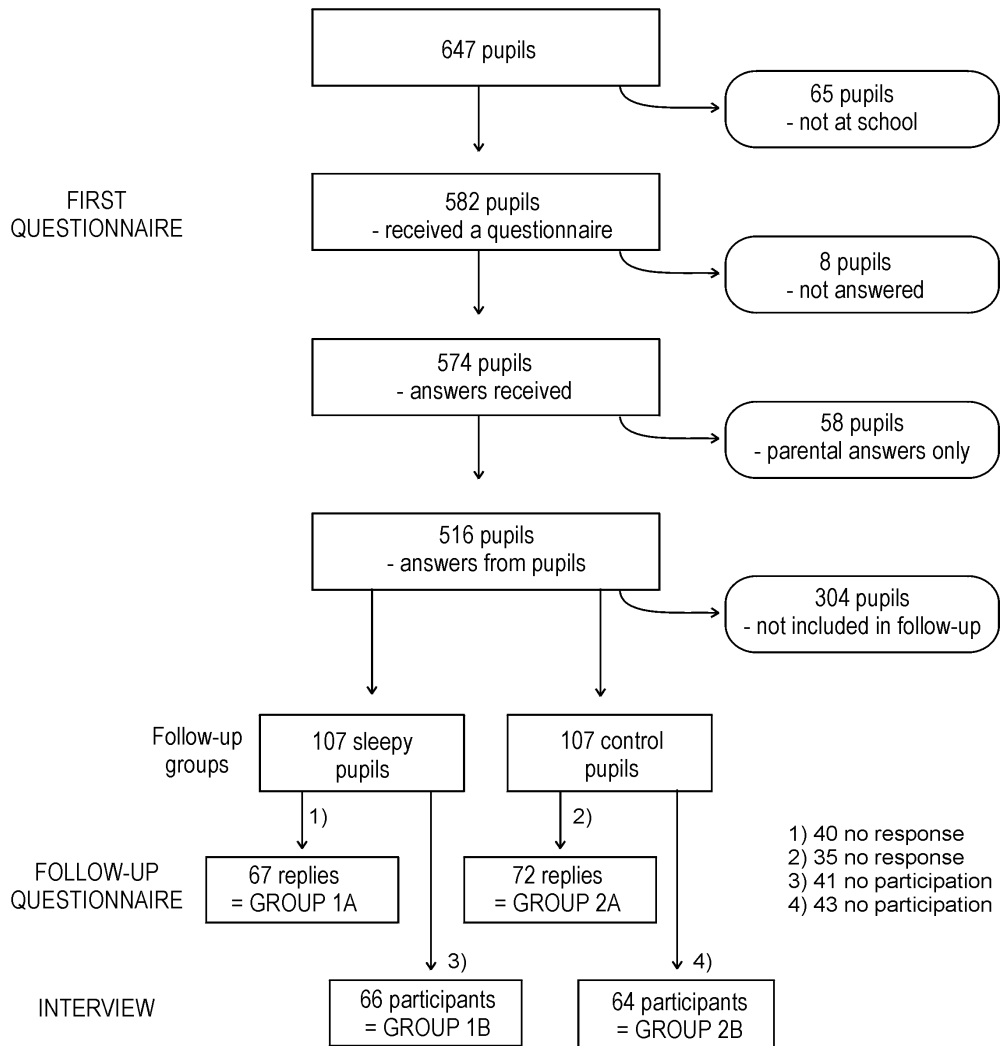 647 pupils
65 pupils
- not at school
FIRST
QUESTIONNAIRE
582 pupils
- received a questionnaire
8 pupils
- not answered
574 pupils
- answers received
58 pupils
- parental answers only
516 pupils
- answers from pupils
304 pupils
- not included in follow-up
Follow-up
groups
107 sleepy
pupils
107 control
pupils
1)
2)
1) 40 no response
2) 35 no response
3) 41 no participation
4) 43 no participation
FOLLOW-UP
QUESTIONNAIRE
67 replies
= GROUP 1A
72 replies
= GROUP 2A
3)
4)
INTERVIEW
66 participants
= GROUP 1B
64 participants
= GROUP 2B